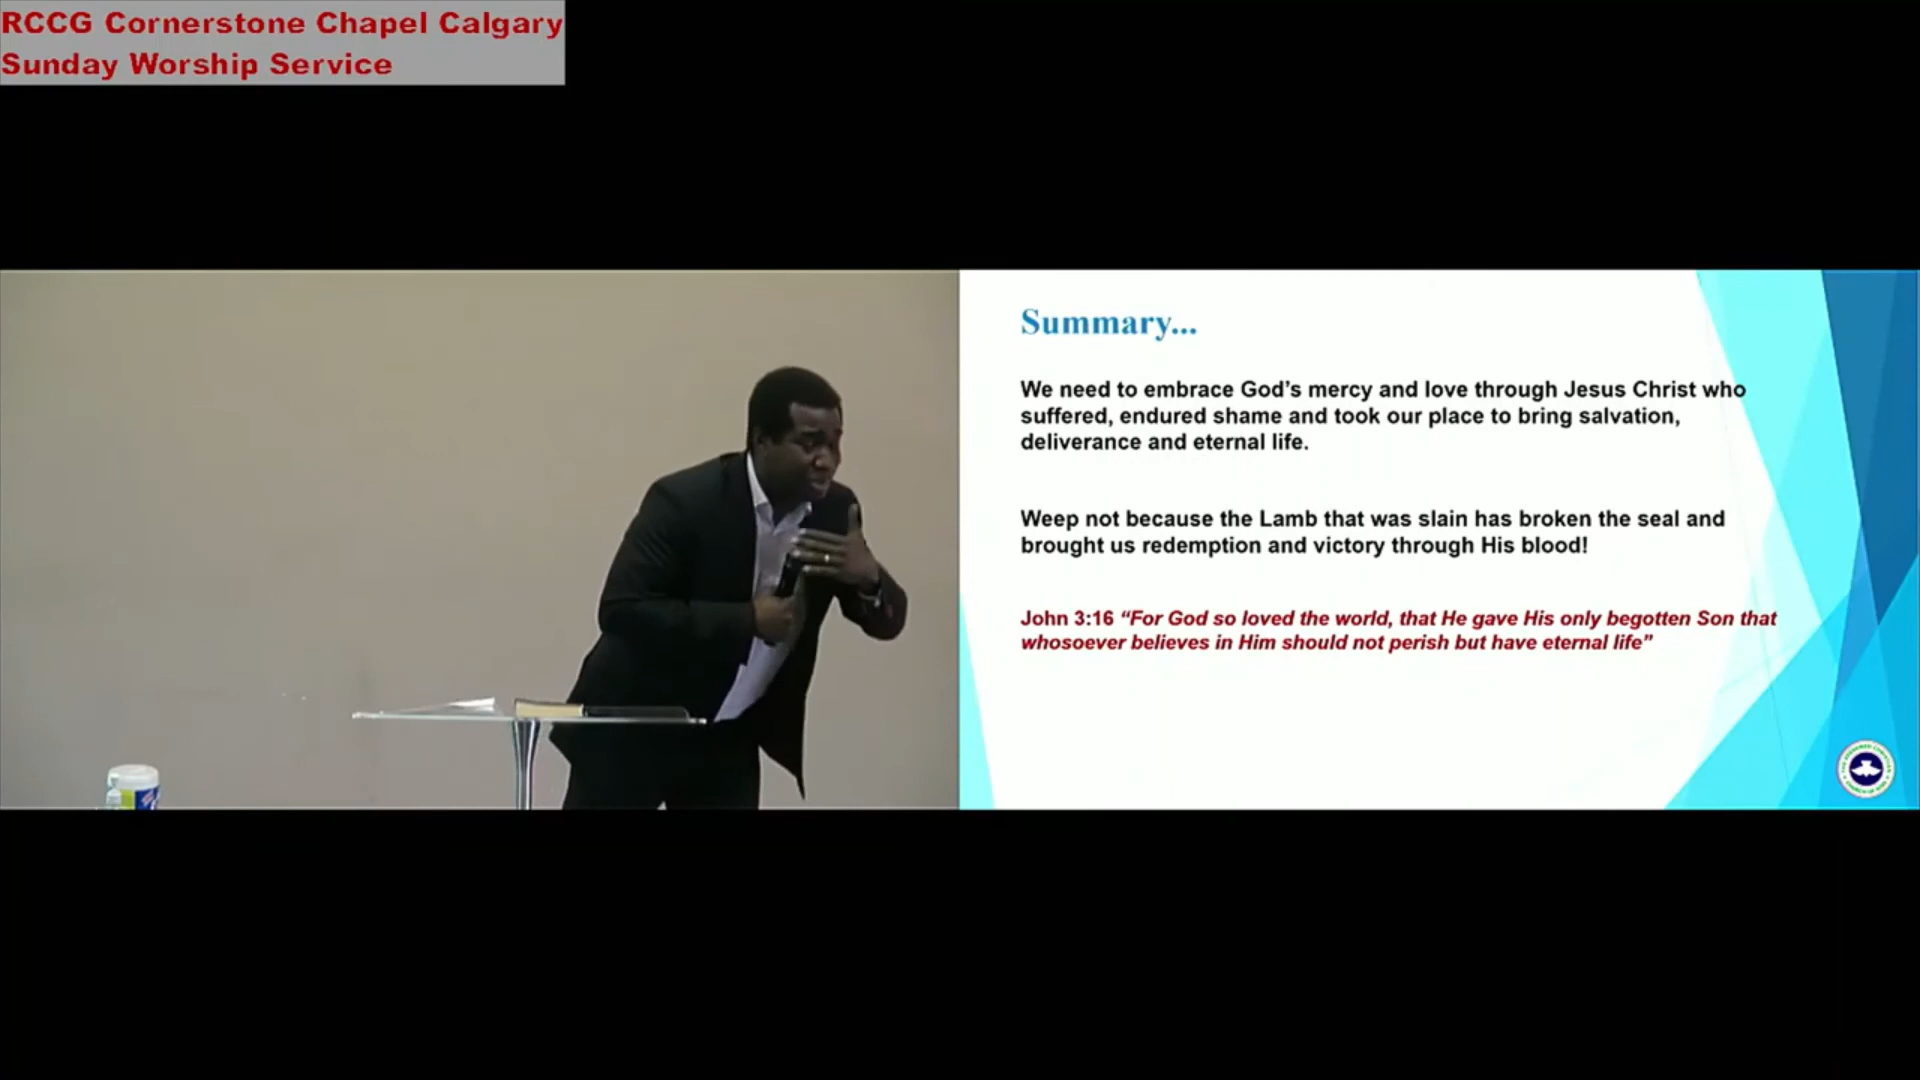 RCCG Cornerstone Chapel Calgary
Sunday Worship Service
Summary...
We need to embrace God’s mercy and love through Jesus Christ who
suffered, endured shame and took our place to bring salvation,
deliverance and eternal life.
Weep not because the Lamb that was slain has broken the seal and
brought us redemption and victory through His blood!
John 3:16 “For God so loved the world, that He gave His only begotten Son that
whosoever believes in Him should not perish but have eternal life”